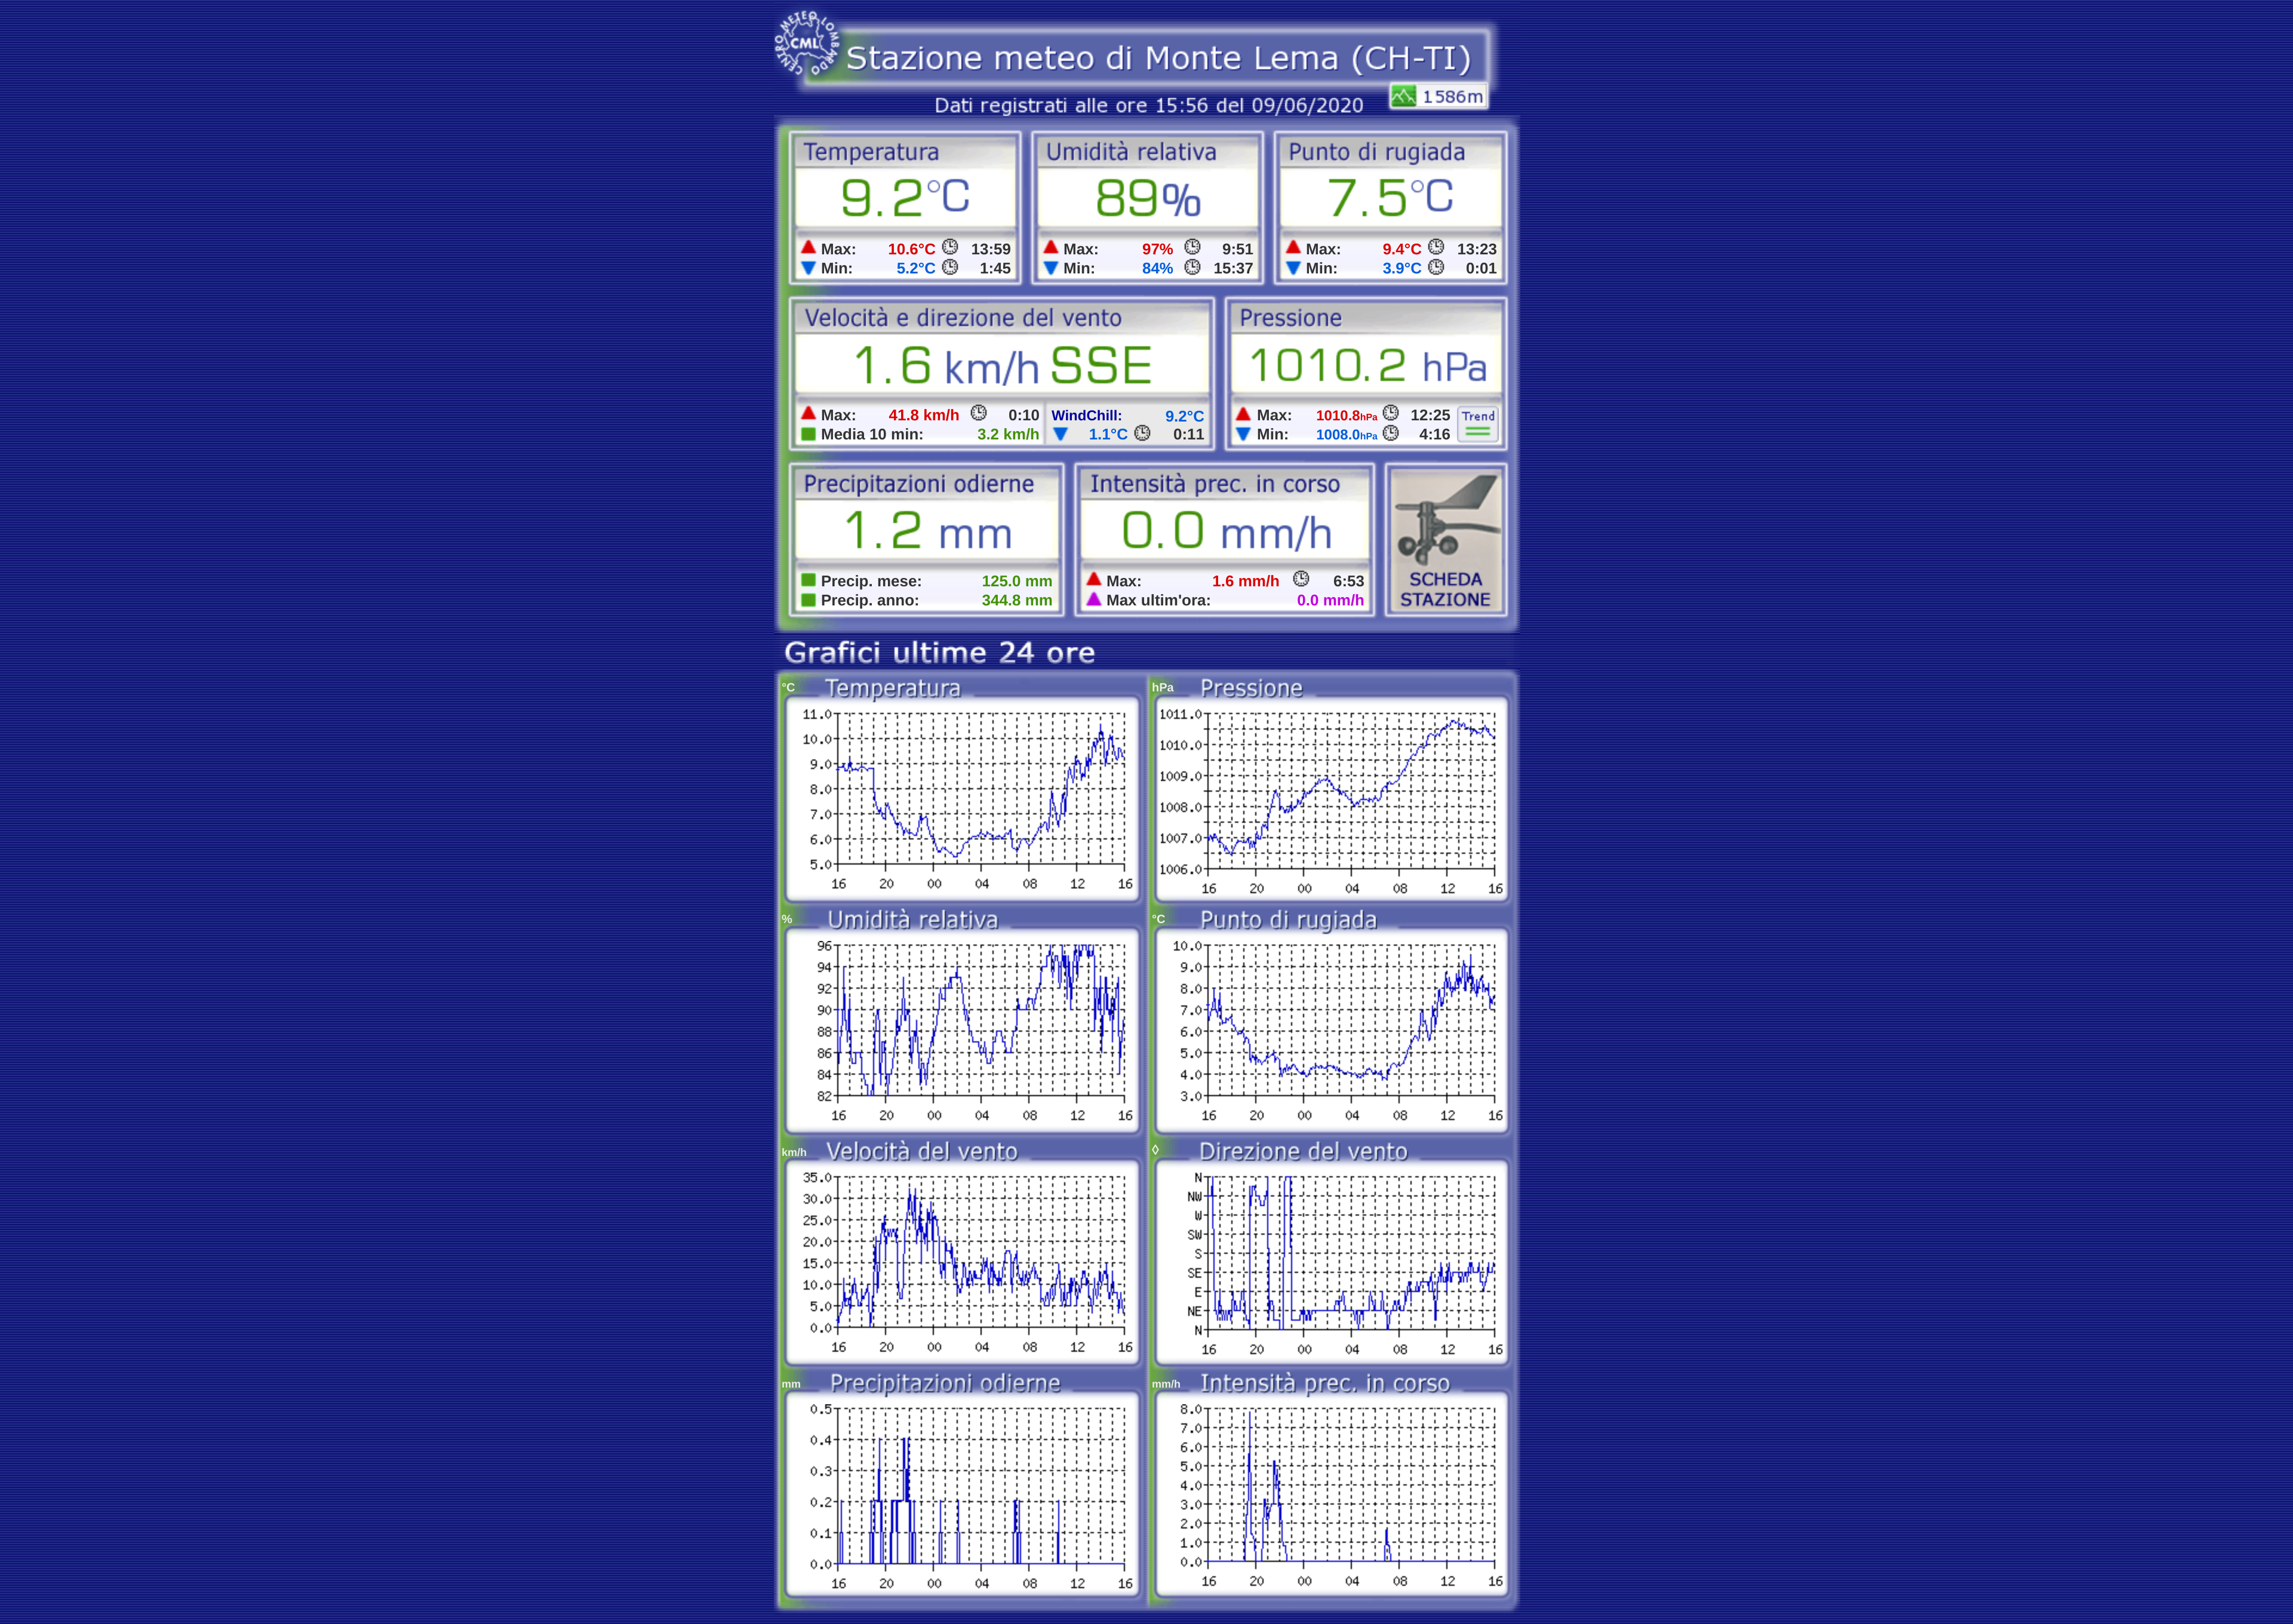 CENTRO METEO LOMBARDO
CML
Stazione meteo di Monte Lema (CH-TI)
1586m
Dati registrati alle ore 15:56 del 09/06/2020
Temperatura
9.2°C
Max: 10.6°C 13:59
Min: 5.2°C 1:45
Umidità relativa
89%
Max: 97% 9:51
Min: 84% 15:37
Punto di rugiada
7.5°C
Max: 9.4°C 13:23
Min: 3.9°C 0:01
Velocità e direzione del vento
1.6 km/h SSE
Max: 41.8 km/h 0:10
Media 10 min: 3.2 km/h
WindChill: 9.2°C
1.1°C 0:11
Pressione
1010.2 hPa
Max: 1010.8hPa 12:25
Min: 1008.0hPa 4:16
Trend
Precipitazioni odierne
1.2 mm
Precip. mese: 125.0 mm
Precip. anno: 344.8 mm
Intensità prec. in corso
0.0 mm/h
Max: 1.6 mm/h 6:53
Max ultim'ora: 0.0 mm/h
SCHEDA
STAZIONE
Grafici ultime 24 ore
°C Temperatura
11.0
10.0
9.0
8.0
7.0
6.0
5.0
16 20 00 04 08 12 16
hPa Pressione
1011.0
1010.0
1009.0
1008.0
1007.0
1006.0
16 20 00 04 08 12 16
% Umidità relativa
96
94
92
90
88
86
84
82
16 20 00 04 08 12 16
°C Punto di rugiada
10.0
9.0
8.0
7.0
6.0
5.0
4.0
3.0
16 20 00 04 08 12 16
km/h Velocità del vento
35.0
30.0
25.0
20.0
15.0
10.0
5.0
0.0
16 20 00 04 08 12 16
◊ Direzione del vento
N
NW
W
SW
S
SE
E
NE
N
16 20 00 04 08 12 16
mm Precipitazioni odierne
0.5
0.4
0.3
0.2
0.1
0.0
16 20 00 04 08 12 16
mm/h Intensità prec. in corso
8.0
7.0
6.0
5.0
4.0
3.0
2.0
1.0
0.0
16 20 00 04 08 12 16